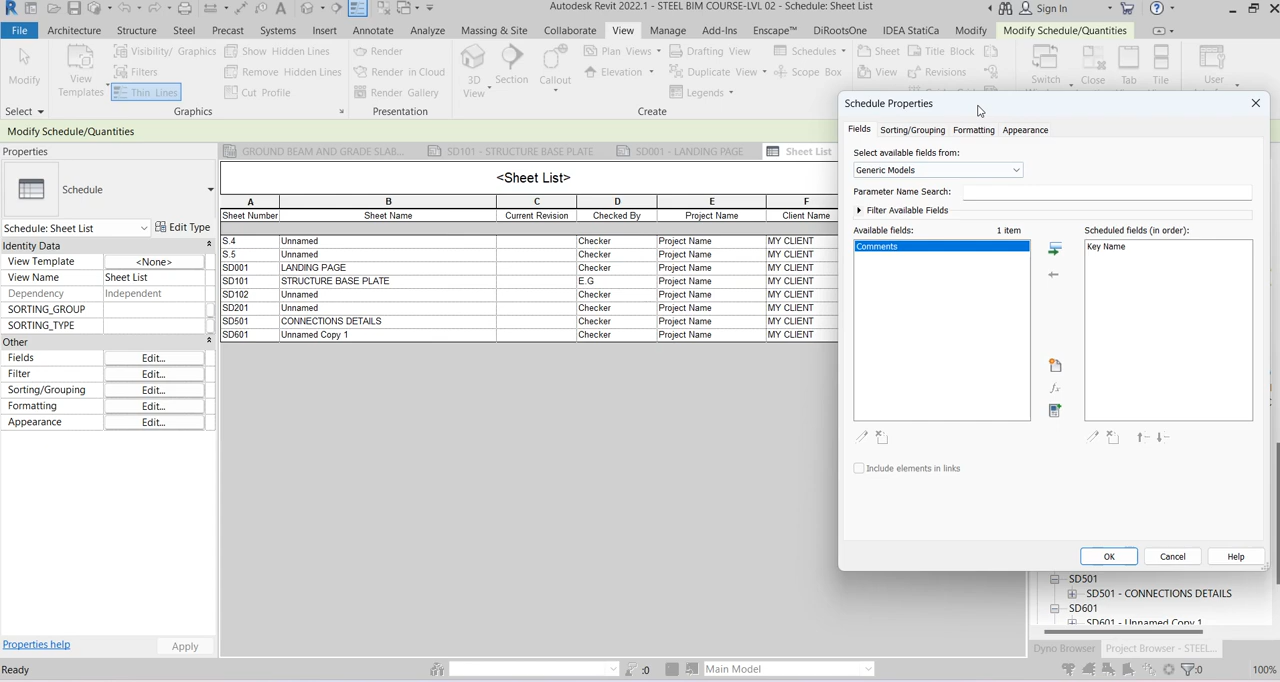 Autodesk Revit 2022.1 - STEEL BIM COURSE-LVL 02 - Schedule: Sheet List
Sign In
File Architecture Structure Steel Precast Systems Insert Annotate Analyze Massing & Site Collaborate View Manage Add-Ins Enscape™ DiRootsOne IDEA StatiCa Modify Modify Schedule/Quantities
Modify
View Templates
Visibility/ Graphics
Filters
Thin Lines
Show Hidden Lines
Remove Hidden Lines
Cut Profile
Render
Render in Cloud
Render Gallery
3D View
Section
Callout
Plan Views
Elevation
Drafting View
Duplicate View
Legends
Schedules
Scope Box
Sheet
View
Title Block
Revisions
Switch
Close
Tab
Tile
User
Select
Graphics
Presentation
Create
Modify Schedule/Quantities
Properties
Schedule
Schedule: Sheet List
Edit Type
Identity Data
View Template <None>
View Name Sheet List
Dependency Independent
SORTING_GROUP
SORTING_TYPE
Other
Fields Edit...
Filter Edit...
Sorting/Grouping Edit...
Formatting Edit...
Appearance Edit...
Properties help
Apply
GROUND BEAM AND GRADE SLAB...
SD101 - STRUCTURE BASE PLATE
SD001 - LANDING PAGE
Sheet List
<Sheet List>
A B C D E F
Sheet Number Sheet Name Current Revision Checked By Project Name Client Name
S.4 Unnamed Checker Project Name MY CLIENT
S.5 Unnamed Checker Project Name MY CLIENT
SD001 LANDING PAGE Checker Project Name MY CLIENT
SD101 STRUCTURE BASE PLATE E.G Project Name MY CLIENT
SD102 Unnamed Checker Project Name MY CLIENT
SD201 Unnamed Checker Project Name MY CLIENT
SD501 CONNECTIONS DETAILS Checker Project Name MY CLIENT
SD601 Unnamed Copy 1 Checker Project Name MY CLIENT
Schedule Properties
Fields Sorting/Grouping Formatting Appearance
Select available fields from:
Generic Models
Parameter Name Search:
Filter Available Fields
Available fields: 1 item
Comments
Scheduled fields (in order):
Key Name
fx
Include elements in links
OK Cancel Help
SD501
SD501 - CONNECTIONS DETAILS
SD601
SD601 - Unnamed Copy 1
Dyno Browser
Project Browser - STEEL...
Ready
:0
Main Model
:0
100%